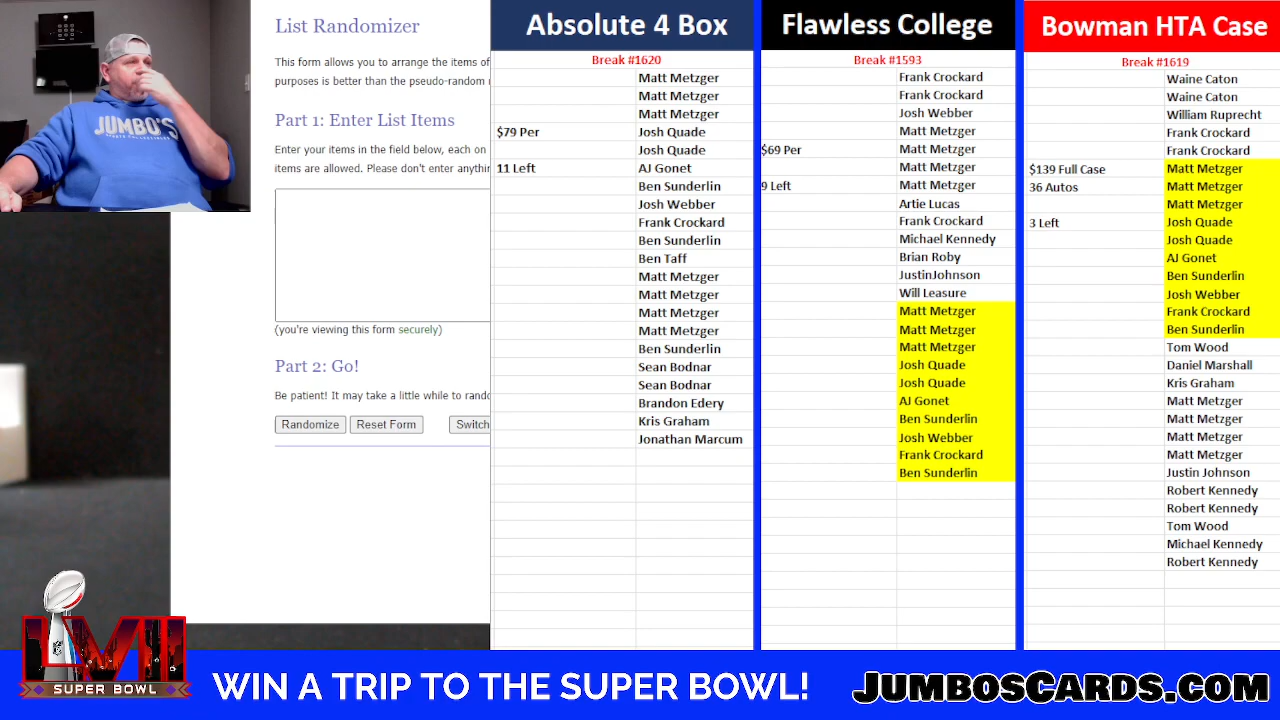 JUMBO'S
List Randomizer
This form allows you to arrange the items of
purposes is better than the pseudo-random
Part 1: Enter List Items
Enter your items in the field below, each on
items are allowed. Please don't enter anythin
(you're viewing this form securely)
Part 2: Go!
Be patient! It may take a little while to rando
Randomize
Reset Form
Switch
Absolute 4 Box
Break #1620
Matt Metzger
Matt Metzger
Matt Metzger
$79 Per Josh Quade
Josh Quade
11 Left AJ Gonet
Ben Sunderlin
Josh Webber
Frank Crockard
Ben Sunderlin
Ben Taff
Matt Metzger
Matt Metzger
Matt Metzger
Matt Metzger
Ben Sunderlin
Sean Bodnar
Sean Bodnar
Brandon Edery
Kris Graham
Jonathan Marcum
Flawless College
Break #1593
Frank Crockard
Frank Crockard
Josh Webber
Matt Metzger
$69 Per Matt Metzger
Matt Metzger
9 Left Matt Metzger
Artie Lucas
Frank Crockard
Michael Kennedy
Brian Roby
JustinJohnson
Will Leasure
Matt Metzger
Matt Metzger
Matt Metzger
Josh Quade
Josh Quade
AJ Gonet
Ben Sunderlin
Josh Webber
Frank Crockard
Ben Sunderlin
Bowman HTA Case
Break #1619
Waine Caton
Waine Caton
William Ruprecht
Frank Crockard
Frank Crockard
$139 Full Case Matt Metzger
36 Autos Matt Metzger
Matt Metzger
3 Left Josh Quade
Josh Quade
AJ Gonet
Ben Sunderlin
Josh Webber
Frank Crockard
Ben Sunderlin
Tom Wood
Daniel Marshall
Kris Graham
Matt Metzger
Matt Metzger
Matt Metzger
Matt Metzger
Justin Johnson
Robert Kennedy
Robert Kennedy
Tom Wood
Michael Kennedy
Robert Kennedy
LVII
SUPER BOWL
WIN A TRIP TO THE SUPER BOWL!
JUMBOSCARDS.COM